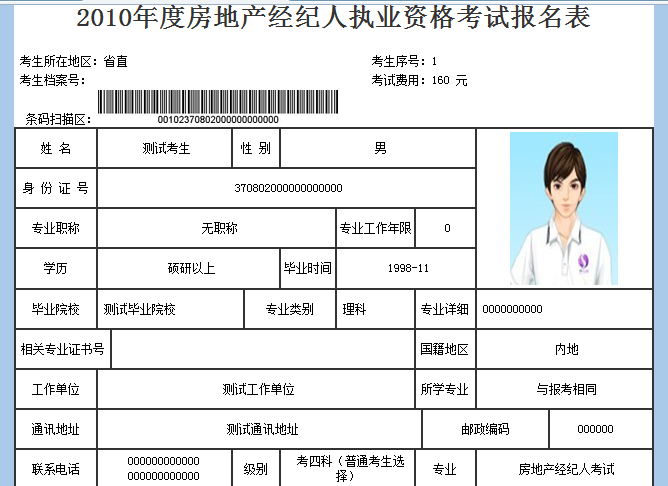 2010年度房地产经纪人执业资格考试报名表
考生所在地区：省直 考生序号：1
考生档案号： 考试费用：160 元
条码扫描区： 00102370802000000000000
姓 名 测试考生 性 别 男
身 份 证 号 370802000000000000
专业职称 无职称 专业工作年限 0
学历 硕研以上 毕业时间 1998-11
毕业院校 测试毕业院校 专业类别 理科 专业详细 0000000000
相关专业证书号 国籍地区 内地
工作单位 测试工作单位 所学专业 与报考相同
通讯地址 测试通讯地址 邮政编码 000000
联系电话 000000000000 级别 考四科（普通考生选 专业 房地产经纪人考试
000000000000 择）